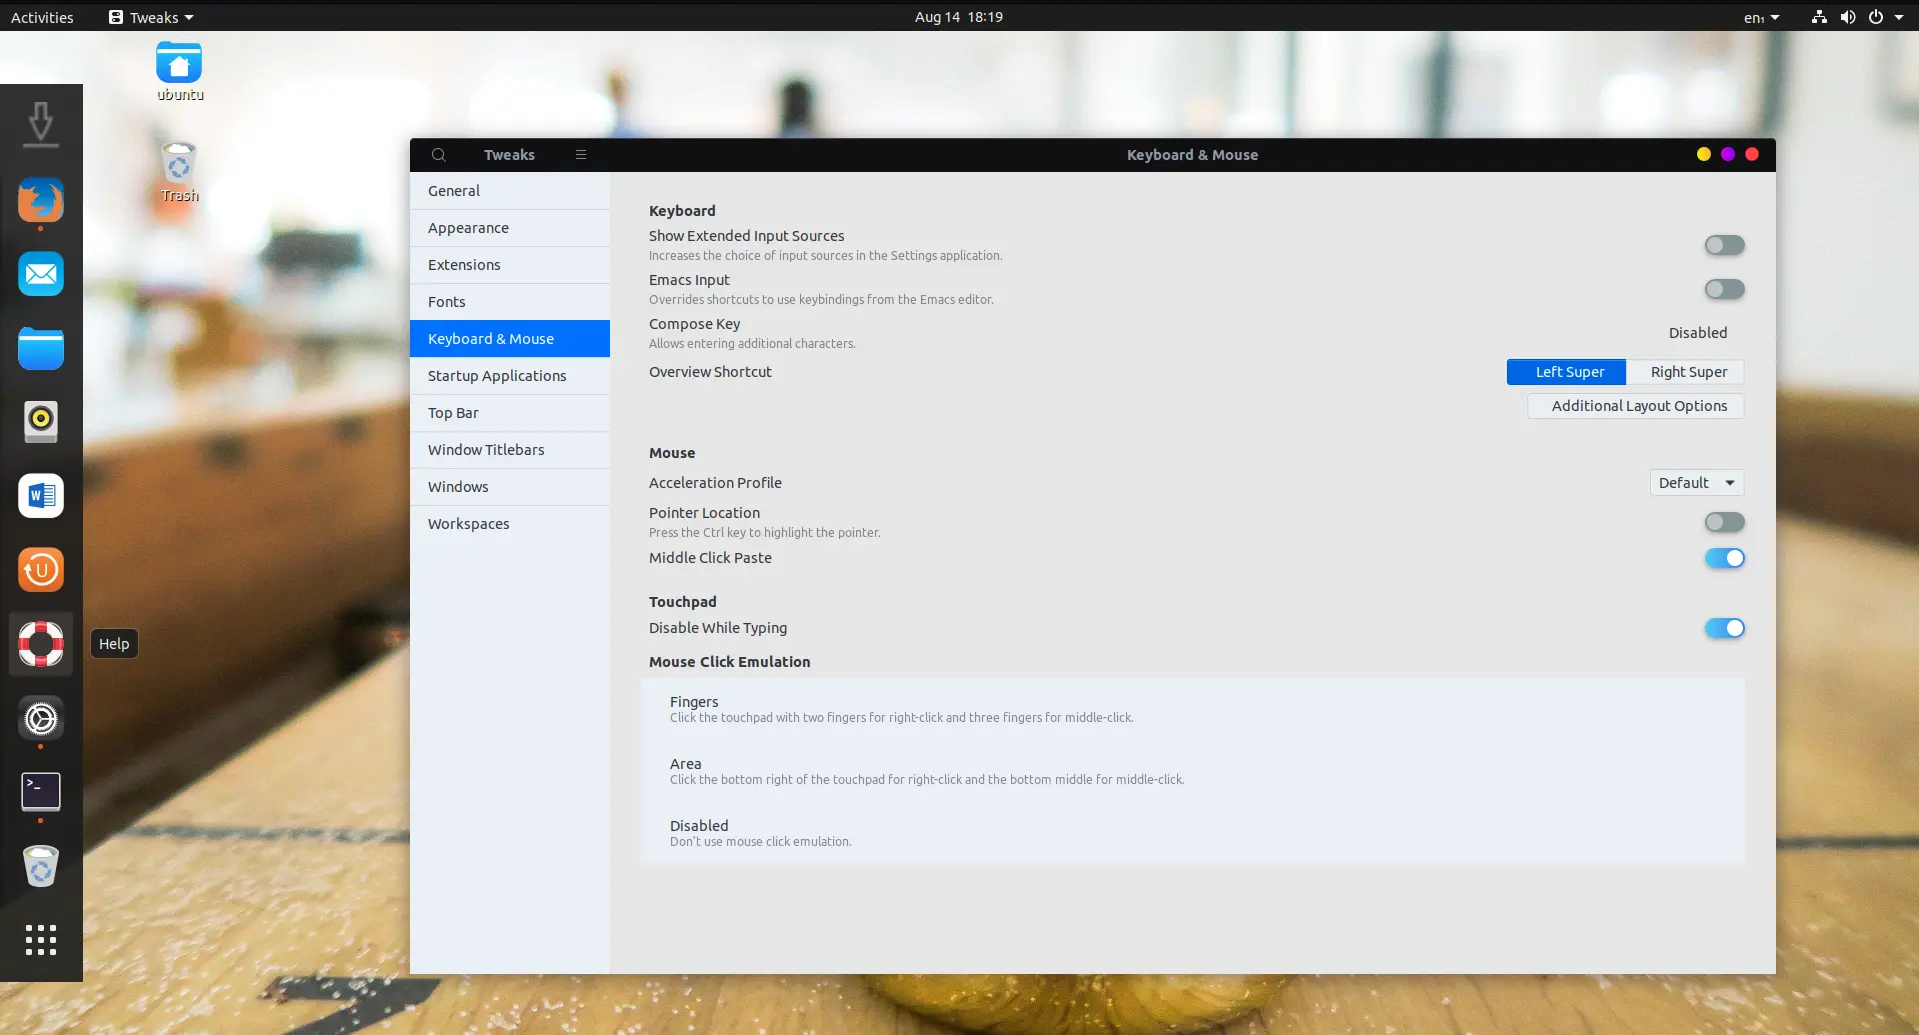 Activities
Tweaks
Aug 14 18:19
en₁
ubuntu
Trash
Help
W
U
>_
Tweaks
Keyboard & Mouse
General
Appearance
Extensions
Fonts
Keyboard & Mouse
Startup Applications
Top Bar
Window Titlebars
Windows
Workspaces
Keyboard
Show Extended Input Sources
Increases the choice of input sources in the Settings application.
Emacs Input
Overrides shortcuts to use keybindings from the Emacs editor.
Compose Key
Allows entering additional characters.
Disabled
Overview Shortcut
Left Super
Right Super
Additional Layout Options
Mouse
Acceleration Profile
Default
Pointer Location
Press the Ctrl key to highlight the pointer.
Middle Click Paste
Touchpad
Disable While Typing
Mouse Click Emulation
Fingers
Click the touchpad with two fingers for right-click and three fingers for middle-click.
Area
Click the bottom right of the touchpad for right-click and the bottom middle for middle-click.
Disabled
Don't use mouse click emulation.